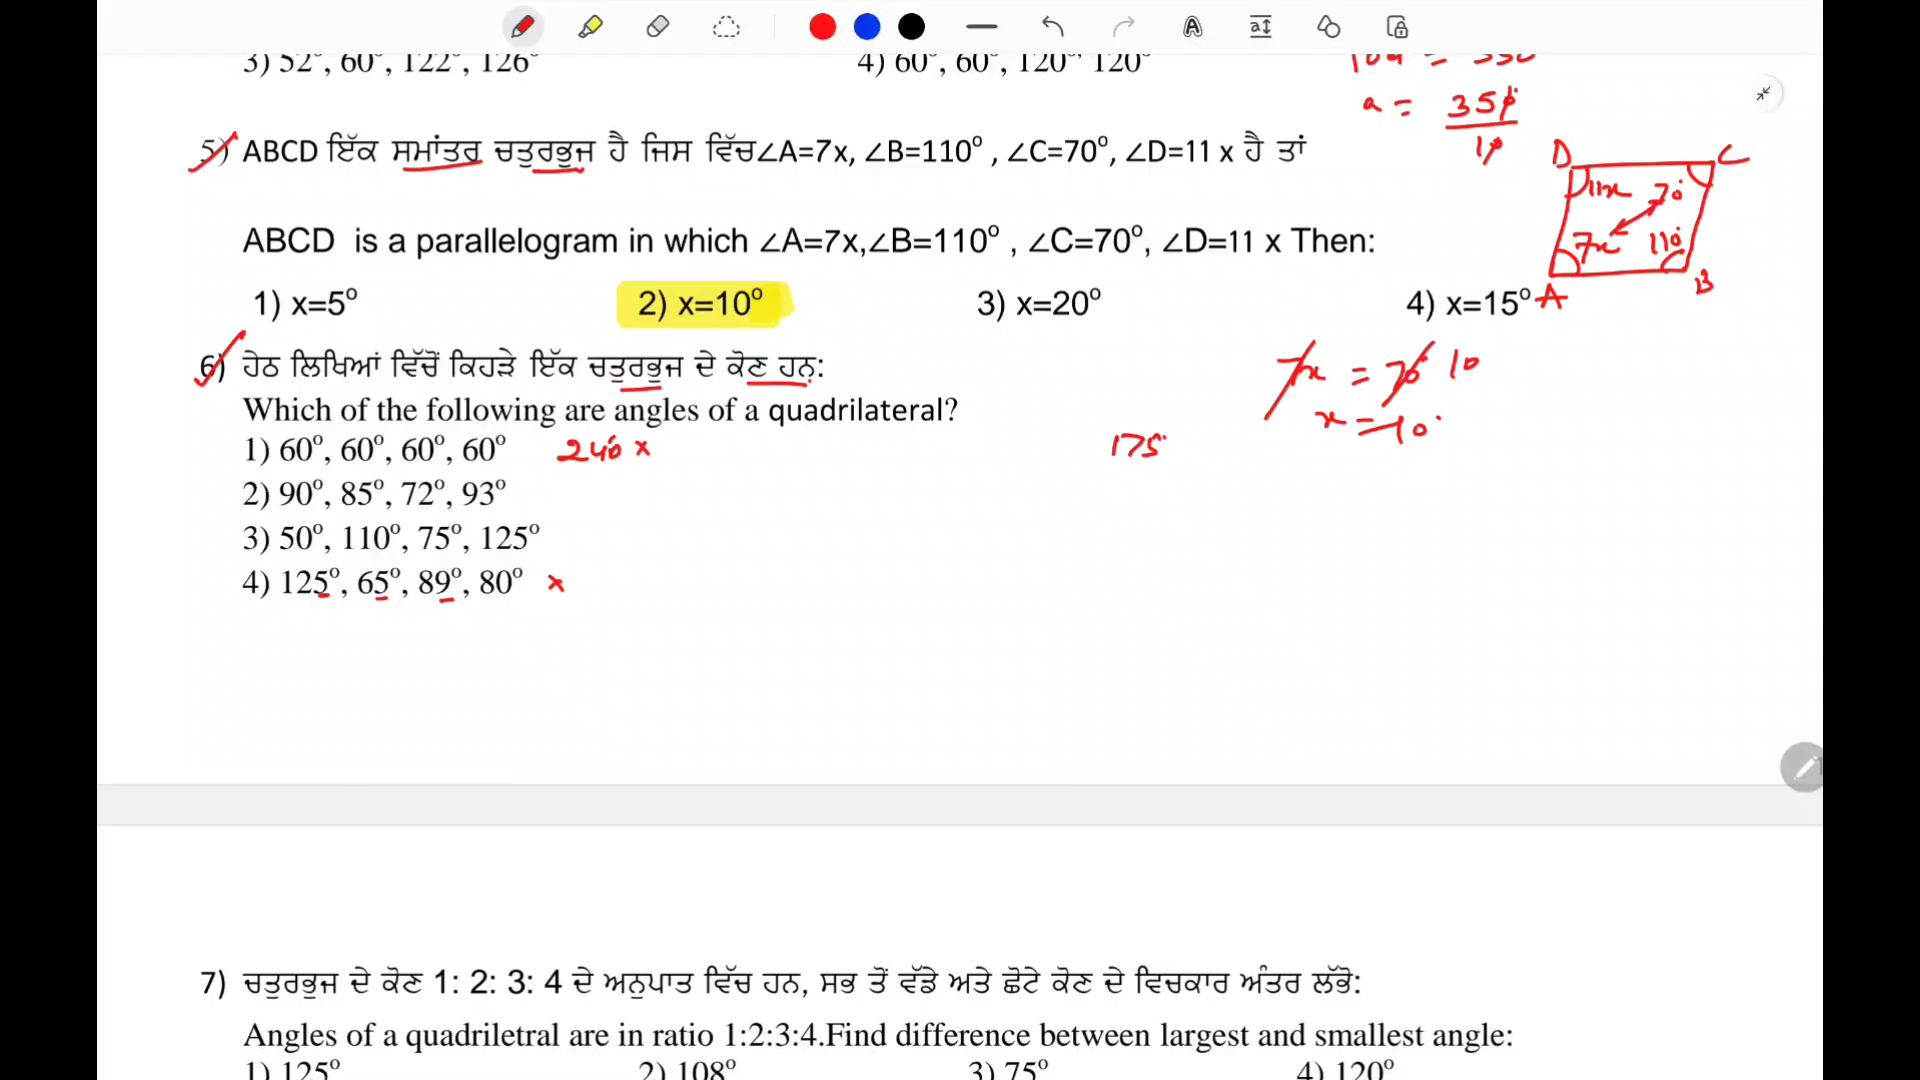 3) 52°, 60°, 122°, 126°
4) 60°, 60°, 120°, 120°
a = 350/10
5) ABCD ਇੱਕ ਸਮਾਂਤਰ ਚਤੁਰਭੁਜ ਹੈ ਜਿਸ ਵਿੱਚ∠A=7x, ∠B=110°, ∠C=70°, ∠D=11 x ਹੈ ਤਾਂ
D C
11x 70°
7x 110°
A B
ABCD is a parallelogram in which ∠A=7x,∠B=110°, ∠C=70°, ∠D=11 x Then:
1) x=5°
2) x=10°
3) x=20°
4) x=15°
6) ਹੇਠ ਲਿਖਿਆਂ ਵਿੱਚੋਂ ਕਿਹੜੇ ਇੱਕ ਚਤੁਰਭੁਜ ਦੇ ਕੋਣ ਹਨ:
7x = 70 10
x = 10°
Which of the following are angles of a quadrilateral?
1) 60°, 60°, 60°, 60° 240° x
175°
2) 90°, 85°, 72°, 93°
3) 50°, 110°, 75°, 125°
4) 125°, 65°, 89°, 80° x
7) ਚਤੁਰਭੁਜ ਦੇ ਕੋਣ 1: 2: 3: 4 ਦੇ ਅਨੁਪਾਤ ਵਿੱਚ ਹਨ, ਸਭ ਤੋਂ ਵੱਡੇ ਅਤੇ ਛੋਟੇ ਕੋਣ ਦੇ ਵਿਚਕਾਰ ਅੰਤਰ ਲੱਭੋ:
Angles of a quadriletral are in ratio 1:2:3:4.Find difference between largest and smallest angle:
1) 125°
2) 108°
3) 75°
4) 120°